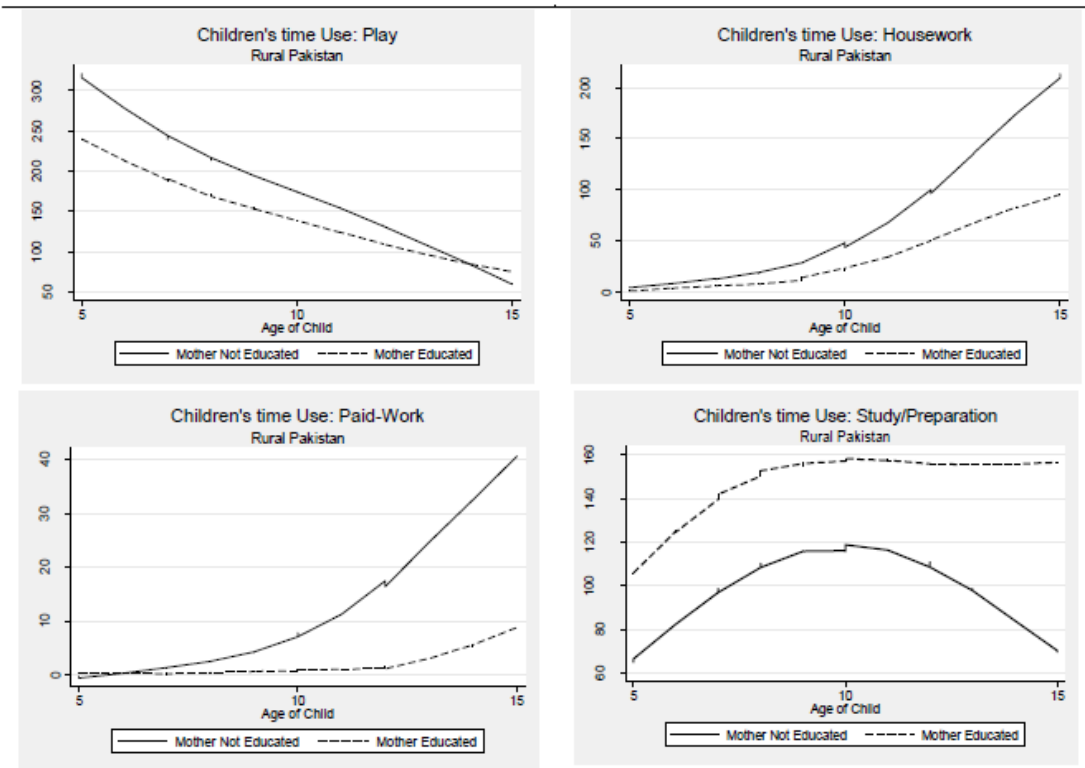 Children's time Use: Play
Rural Pakistan
300
250
200
150
100
50
5 10 15
Age of Child
Mother Not Educated Mother Educated
Children's time Use: Housework
Rural Pakistan
200
150
100
50
0
5 10 15
Age of Child
Mother Not Educated Mother Educated
Children's time Use: Paid-Work
Rural Pakistan
40
30
20
10
0
5 10 15
Age of Child
Mother Not Educated Mother Educated
Children's time Use: Study/Preparation
Rural Pakistan
160
140
120
100
80
60
5 10 15
Age of Child
Mother Not Educated Mother Educated